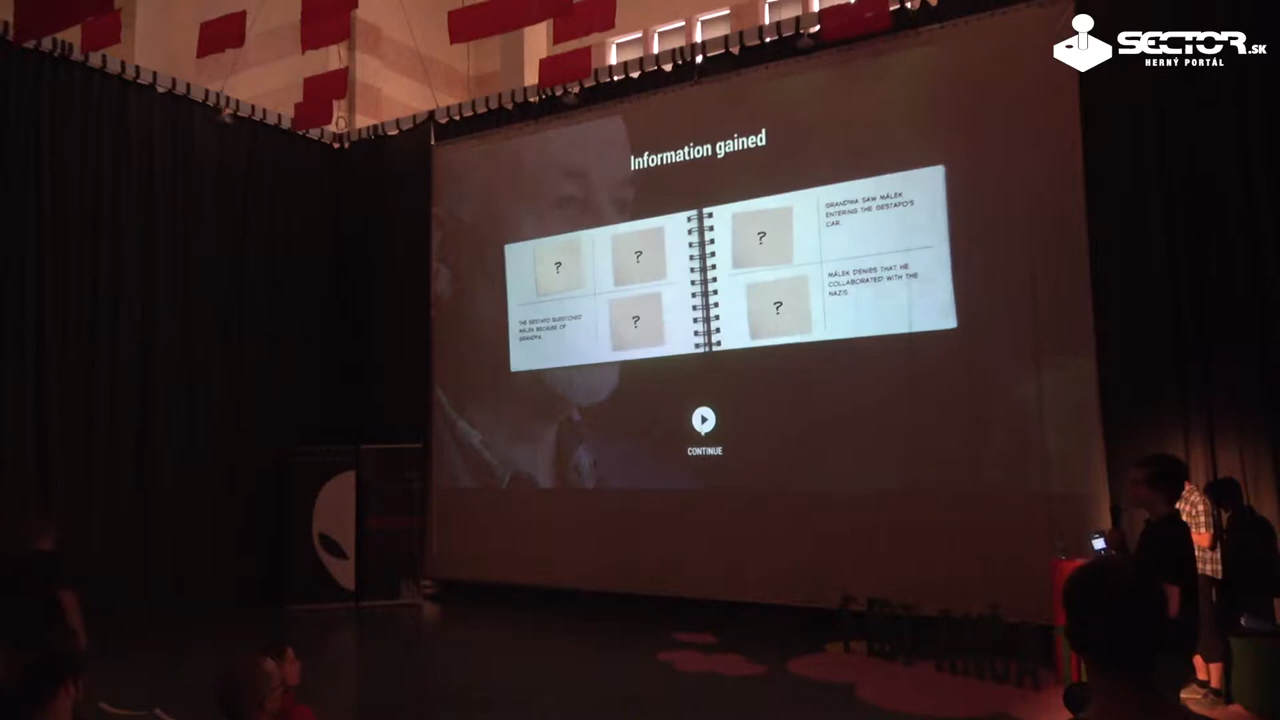 SECTOR.SK
HERNÝ PORTÁL
Information gained
?
?
?
GRANDMA SAW MÁLEK
ENTERING THE GESTAPO'S
CAR.
THE GESTAPO QUESTIONED
MÁLEK BECAUSE OF
GRANDMA.
?
?
MÁLEK DENIES THAT HE
COLLABORATED WITH THE
NAZIS.
CONTINUE